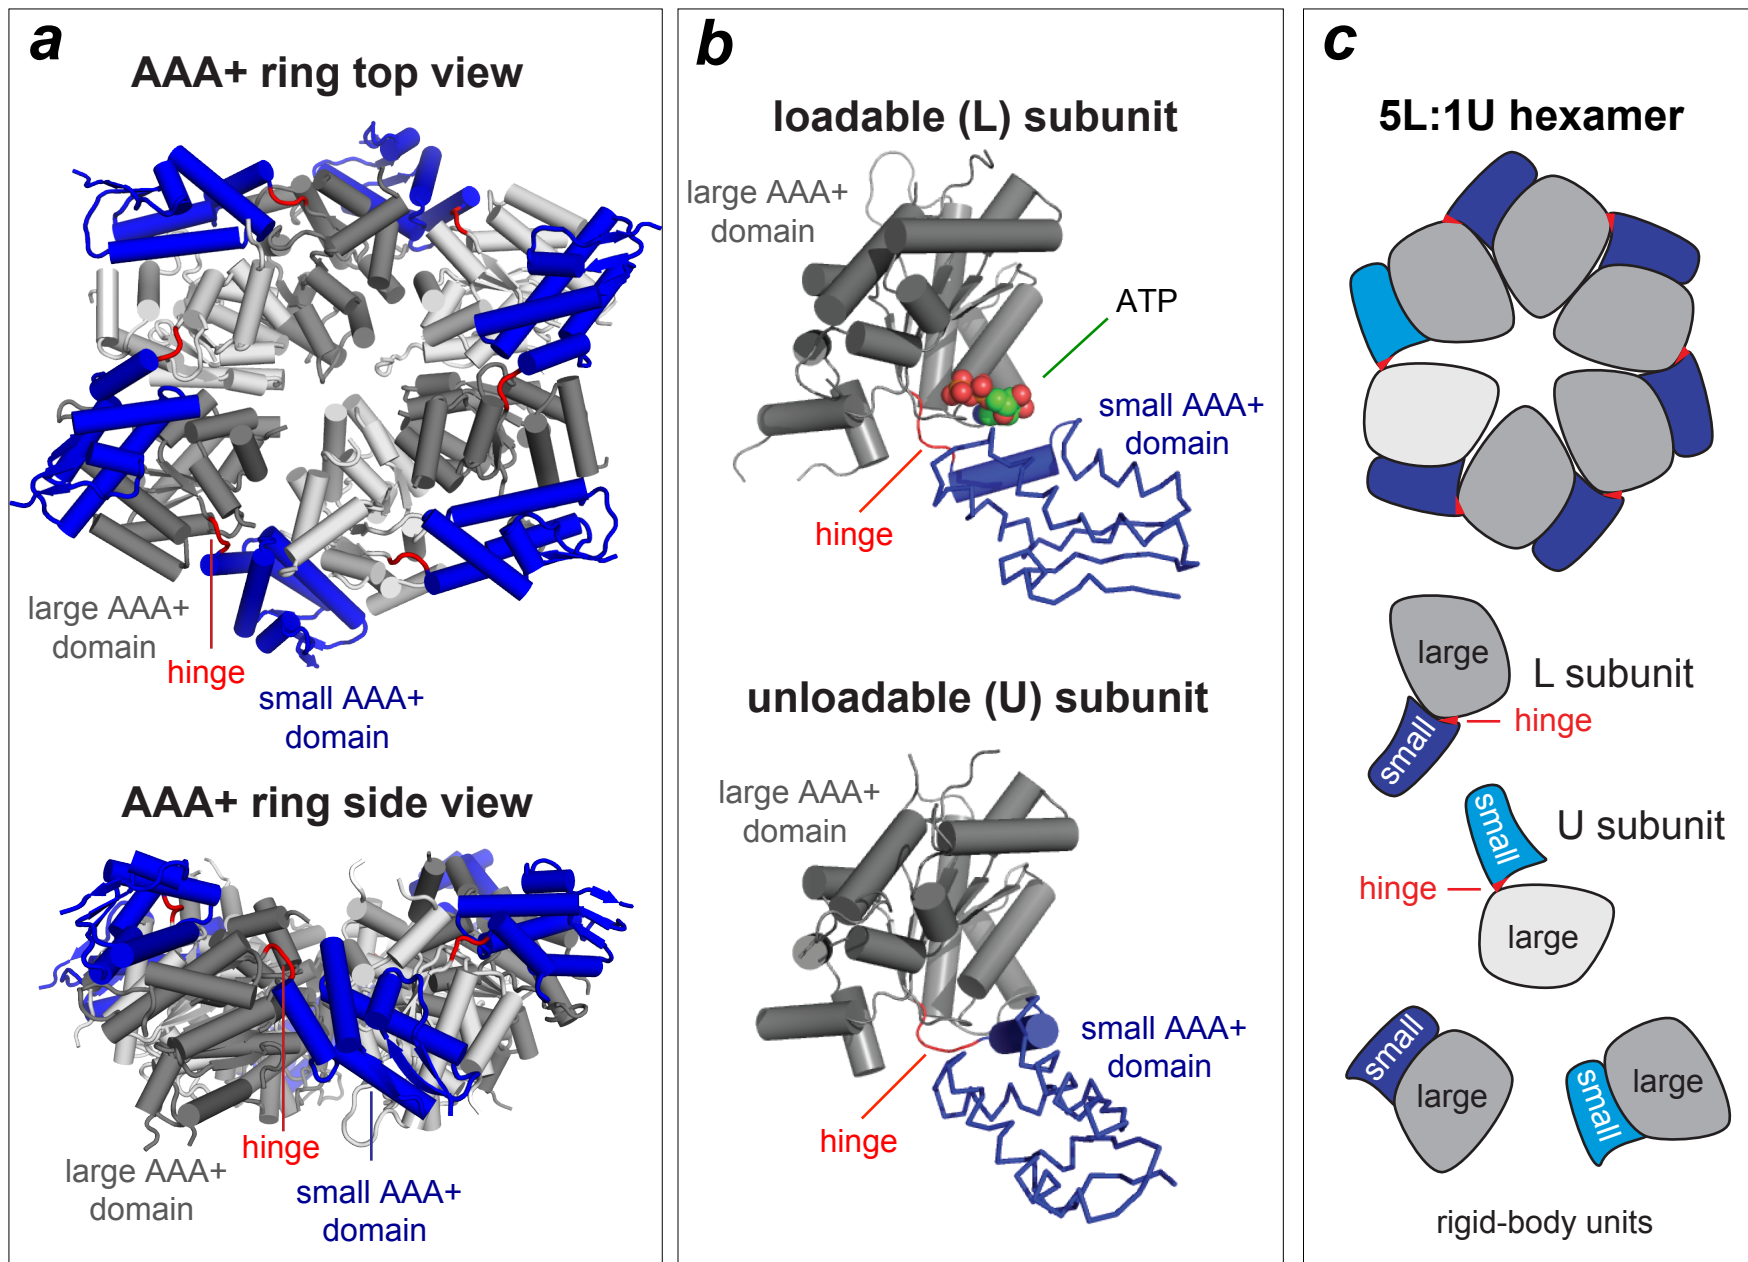 a
AAA+ ring top view
large AAA+
domain
hinge
small AAA+
domain
AAA+ ring side view
hinge
large AAA+
domain
small AAA+
domain
b
loadable (L) subunit
large AAA+
domain
ATP
small AAA+
domain
hinge
unloadable (U) subunit
large AAA+
domain
small AAA+
domain
hinge
c
5L:1U hexamer
large
L subunit
hinge
small
small
U subunit
hinge
large
small
large
small
large
rigid-body units